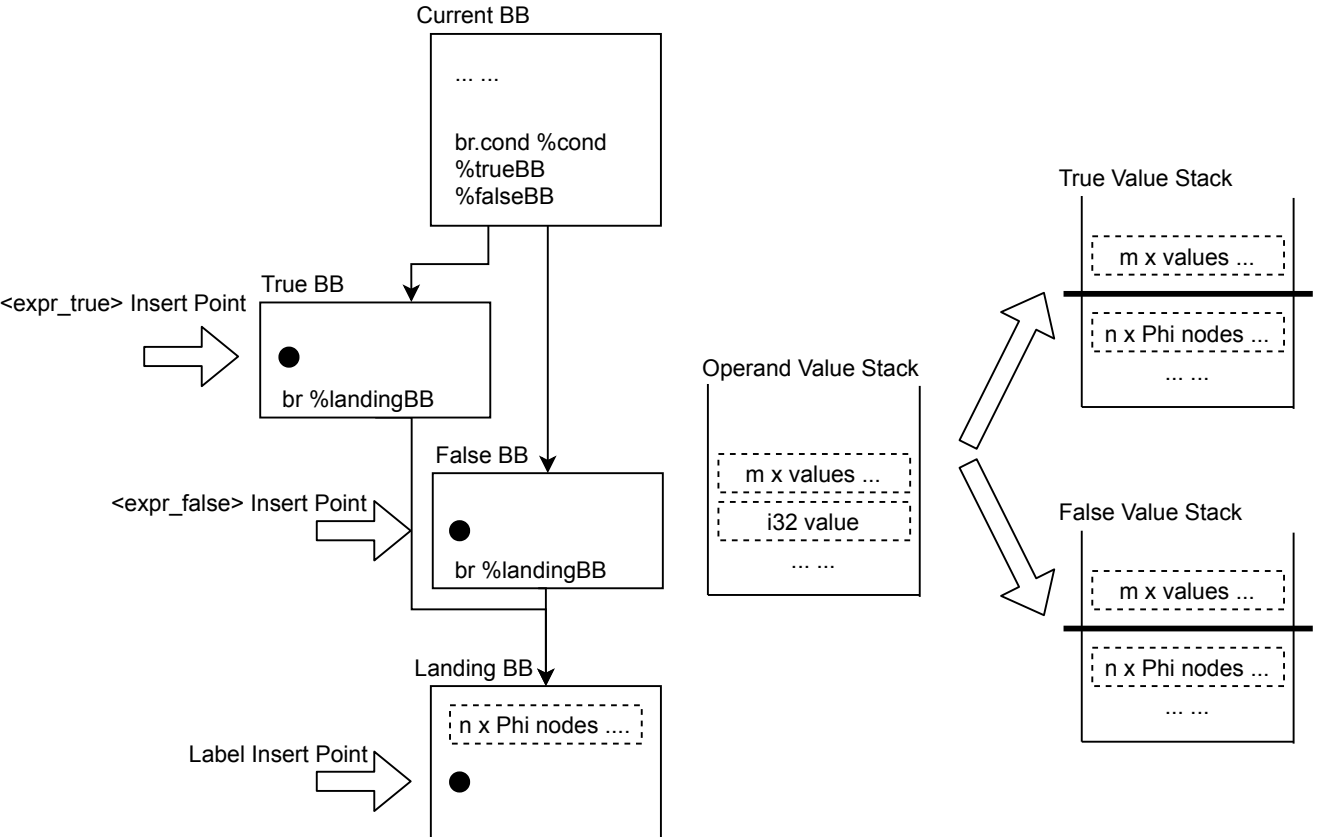 Current BB
... ...
br.cond %cond
%trueBB
%falseBB
True BB
<expr_true> Insert Point
br %landingBB
False BB
<expr_false> Insert Point
br %landingBB
Landing BB
n x Phi nodes ....
Label Insert Point
Operand Value Stack
m x values ...
i32 value
... ...
True Value Stack
m x values ...
n x Phi nodes ...
... ...
False Value Stack
m x values ...
n x Phi nodes ...
... ...